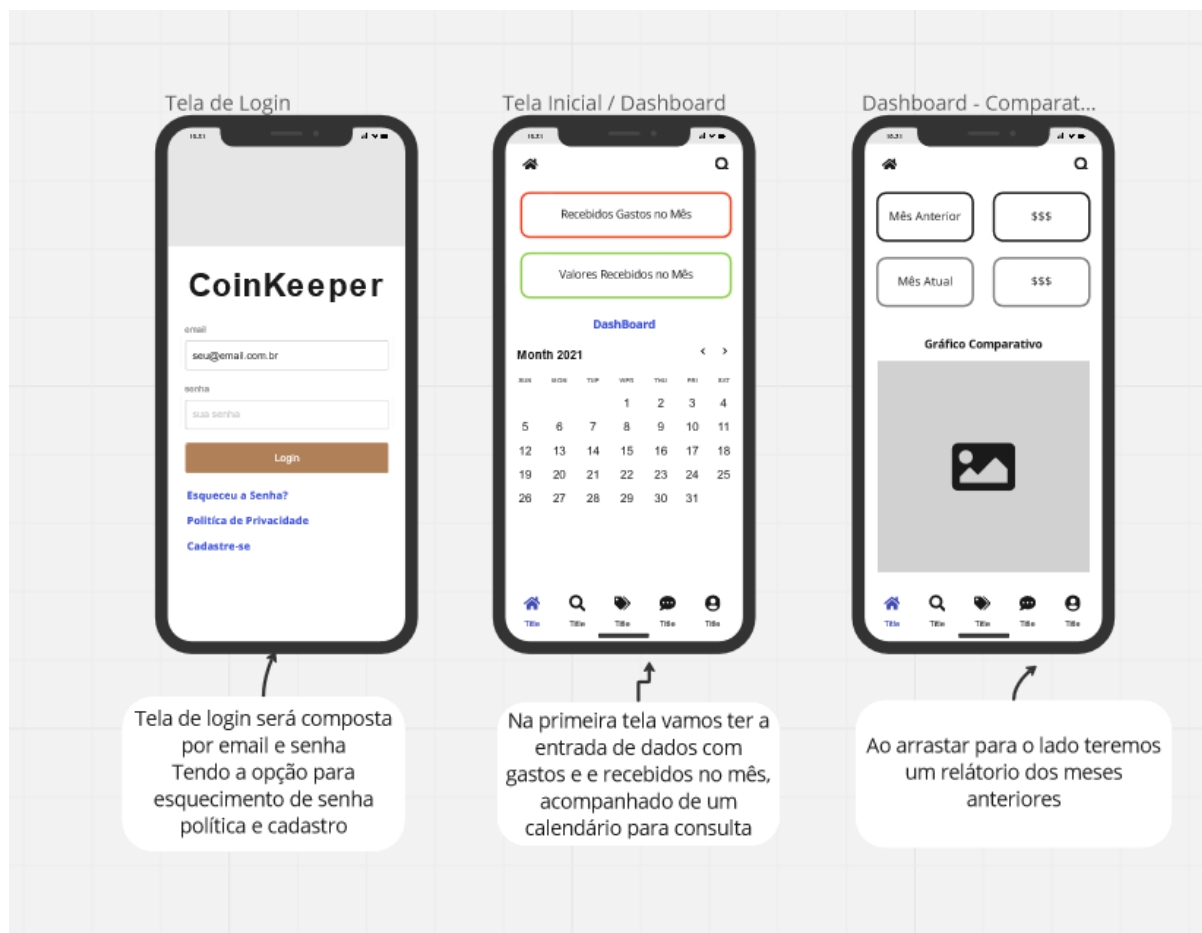 Tela de Login
CoinKeeper
email
seu@email.com.br
senha
sua senha
Login
Esqueceu a Senha?
Politíca de Privacidade
Cadastre-se
Tela de login será composta
por email e senha
Tendo a opção para
esquecimento de senha
política e cadastro
Tela Inicial / Dashboard
Recebidos Gastos no Mês
Valores Recebidos no Mês
DashBoard
Month 2021 < >
SUN MON THU FRI SAT
1 2 3 4
5 6 7 8 9 10 11
12 13 14 15 16 17 18
19 20 21 22 23 24 25
26 27 28 29 30 31
Title Title Title Title Title
Na primeira tela vamos ter a
entrada de dados com
gastos e e recebidos no mês,
acompanhado de um
calendário para consulta
Dashboard - Comparat...
Mês Anterior $$$
Mês Atual $$$
Gráfico Comparativo
Title Title Title Title Title
Ao arrastar para o lado teremos
um relátorio dos meses
anteriores